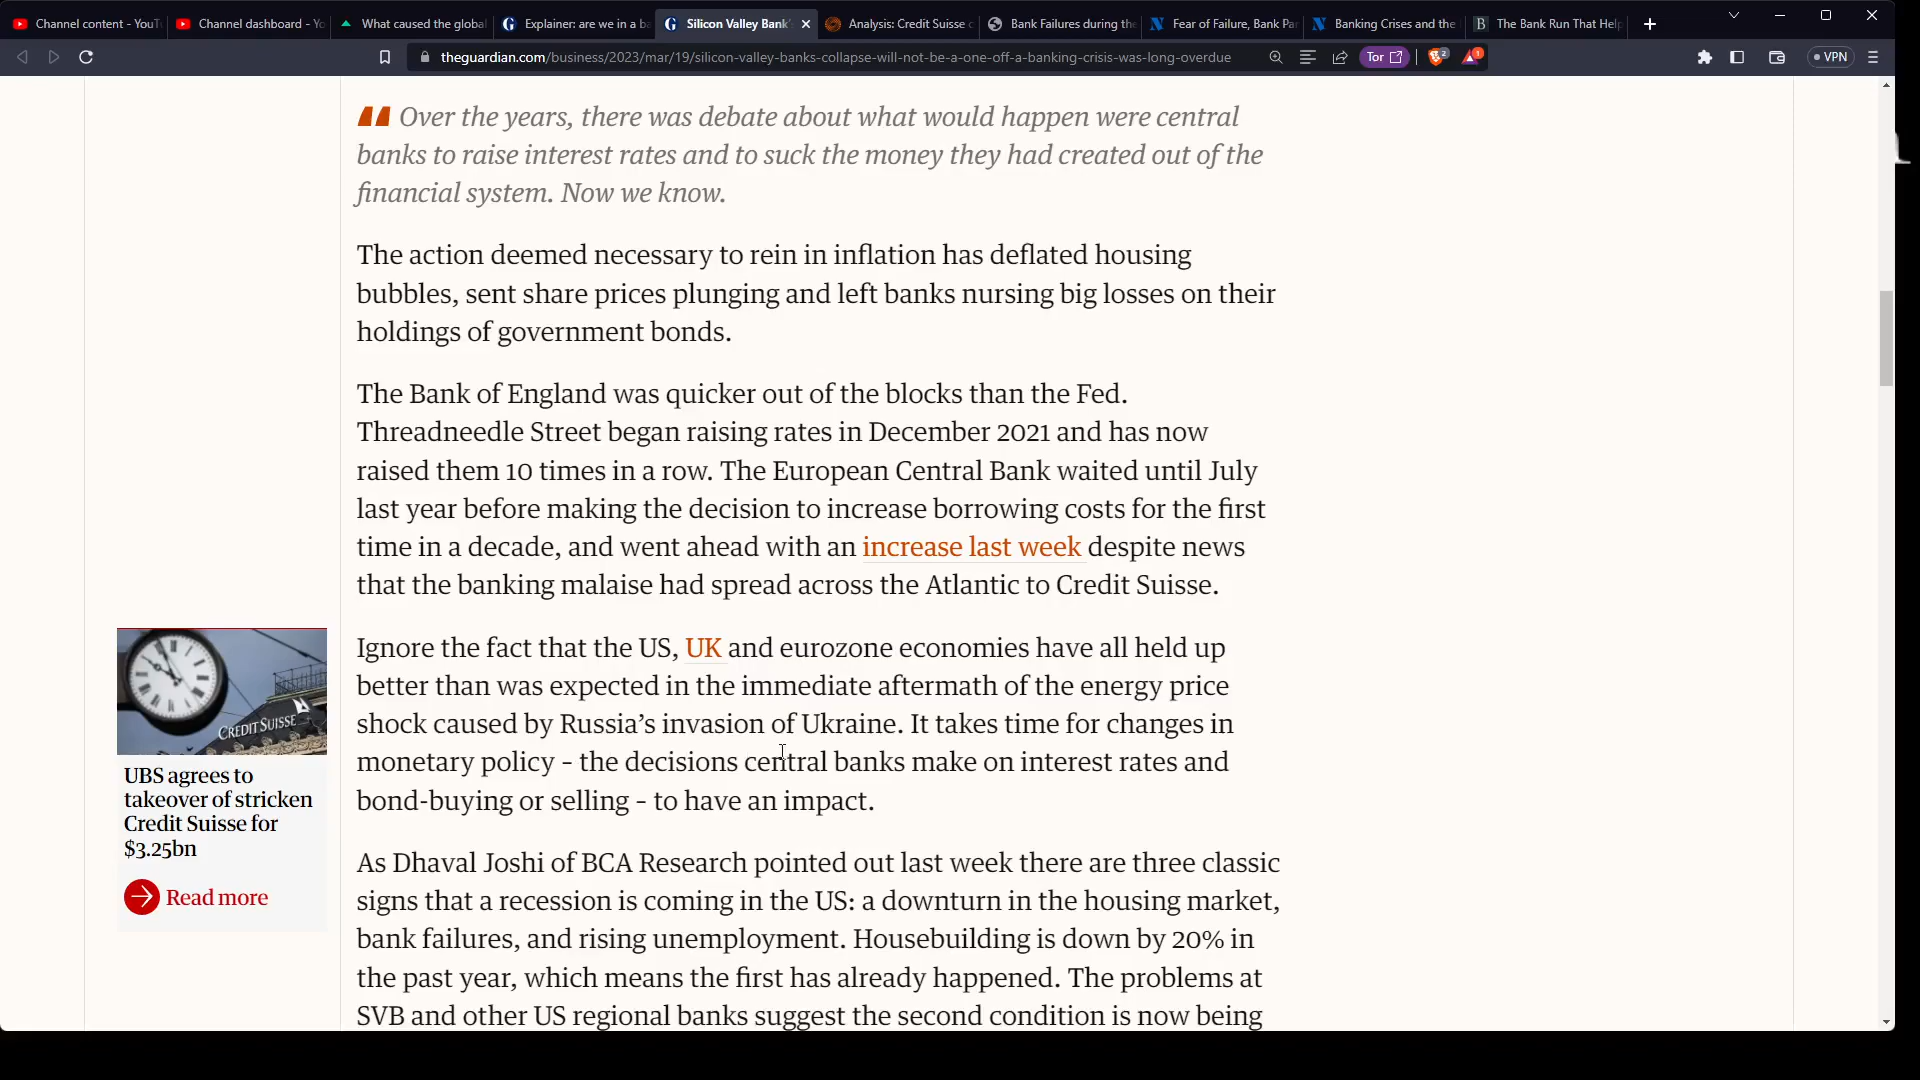 Channel content - YouT
Channel dashboard - Yo
What caused the global
Explainer: are we in a ba
Silicon Valley Bank'
Analysis: Credit Suisse c
Bank Failures during the
Fear of Failure, Bank Pa
Banking Crises and the
The Bank Run That Help
theguardian.com/business/2023/mar/19/silicon-valley-banks-collapse-will-not-be-a-one-off-a-banking-crisis-was-long-overdue
Tor
2
1
VPN
Over the years, there was debate about what would happen were central
banks to raise interest rates and to suck the money they had created out of the
financial system. Now we know.
The action deemed necessary to rein in inflation has deflated housing
bubbles, sent share prices plunging and left banks nursing big losses on their
holdings of government bonds.
The Bank of England was quicker out of the blocks than the Fed.
Threadneedle Street began raising rates in December 2021 and has now
raised them 10 times in a row. The European Central Bank waited until July
last year before making the decision to increase borrowing costs for the first
time in a decade, and went ahead with an increase last week despite news
that the banking malaise had spread across the Atlantic to Credit Suisse.
CREDIT SUISSE
UBS agrees to
takeover of stricken
Credit Suisse for
$3.25bn
Read more
Ignore the fact that the US, UK and eurozone economies have all held up
better than was expected in the immediate aftermath of the energy price
shock caused by Russia's invasion of Ukraine. It takes time for changes in
monetary policy – the decisions central banks make on interest rates and
bond-buying or selling – to have an impact.
As Dhaval Joshi of BCA Research pointed out last week there are three classic
signs that a recession is coming in the US: a downturn in the housing market,
bank failures, and rising unemployment. Housebuilding is down by 20% in
the past year, which means the first has already happened. The problems at
SVB and other US regional banks suggest the second condition is now being